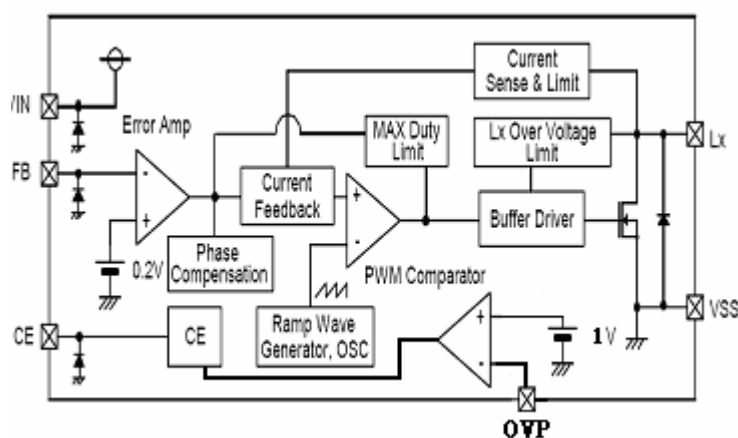 Current
Sense & Limit
VIN
Error Amp
MAX Duty
Limit
Lx Over Voltage
Limit
Lx
FB
-
+
Current
Feedback
+
-
Buffer Driver
Phase
Compensation
0.2V
PWM Comparator
CE
CE
Ramp Wave
Generator, OSC
+
-
1V
VSS
OVP